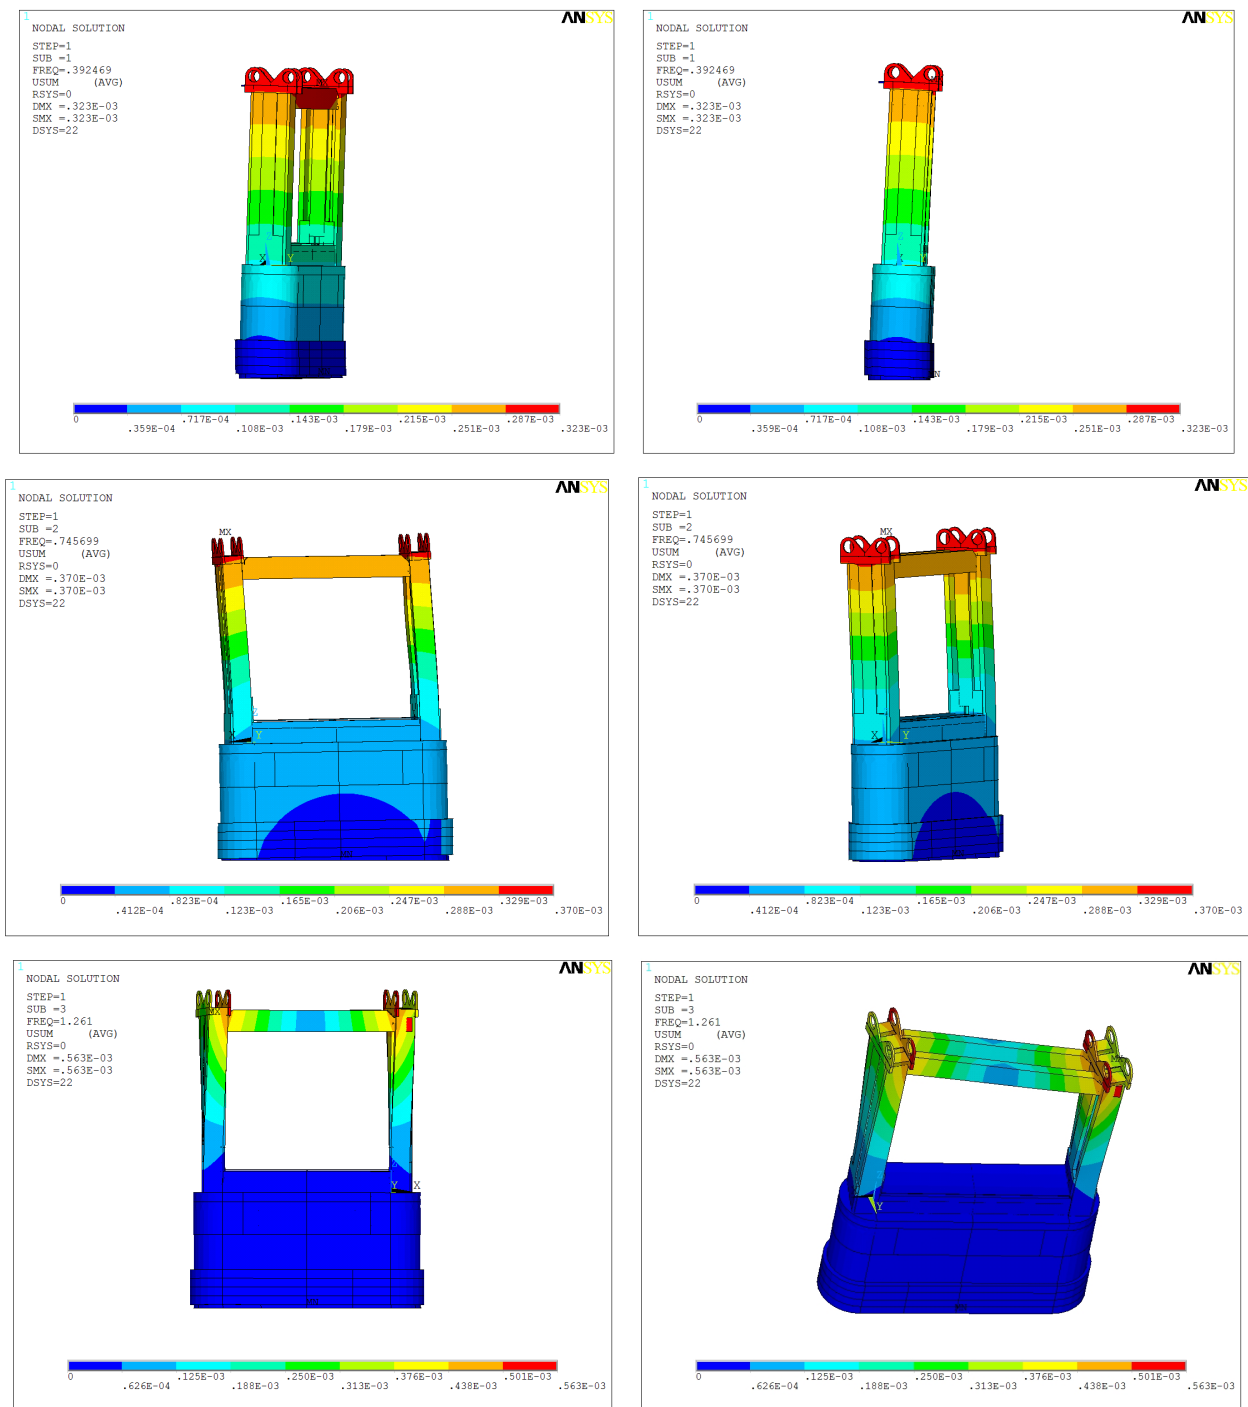 1
ANSYS
NODAL SOLUTION
STEP=1
SUB =1
FREQ=.392469
USUM (AVG)
RSYS=0
DMX =.323E-03
SMX =.323E-03
DSYS=22
X Y
0 .717E-04 .143E-03 .215E-03 .287E-03
.359E-04 .108E-03 .179E-03 .251E-03 .323E-03
1
ANSYS
NODAL SOLUTION
STEP=1
SUB =1
FREQ=.392469
USUM (AVG)
RSYS=0
DMX =.323E-03
SMX =.323E-03
DSYS=22
0 .717E-04 .143E-03 .215E-03 .287E-03
.359E-04 .108E-03 .179E-03 .251E-03 .323E-03
1
ANSYS
NODAL SOLUTION
STEP=1
SUB =2
FREQ=.745699
USUM (AVG)
RSYS=0
DMX =.370E-03
SMX =.370E-03
DSYS=22
MX
Z
X Y
0 .823E-04 .165E-03 .247E-03 .329E-03
.412E-04 .123E-03 .206E-03 .288E-03 .370E-03
1
ANSYS
NODAL SOLUTION
STEP=1
SUB =2
FREQ=.745699
USUM (AVG)
RSYS=0
DMX =.370E-03
SMX =.370E-03
DSYS=22
MX
X Y
0 .823E-04 .165E-03 .247E-03 .329E-03
.412E-04 .123E-03 .206E-03 .288E-03 .370E-03
1
ANSYS
NODAL SOLUTION
STEP=1
SUB =3
FREQ=1.261
USUM (AVG)
RSYS=0
DMX =.563E-03
SMX =.563E-03
DSYS=22
MX
Y X
0 .125E-03 .250E-03 .376E-03 .501E-03
.626E-04 .188E-03 .313E-03 .438E-03 .563E-03
1
ANSYS
NODAL SOLUTION
STEP=1
SUB =3
FREQ=1.261
USUM (AVG)
RSYS=0
DMX =.563E-03
SMX =.563E-03
DSYS=22
MX
Y
0 .125E-03 .250E-03 .376E-03 .501E-03
.626E-04 .188E-03 .313E-03 .438E-03 .563E-03